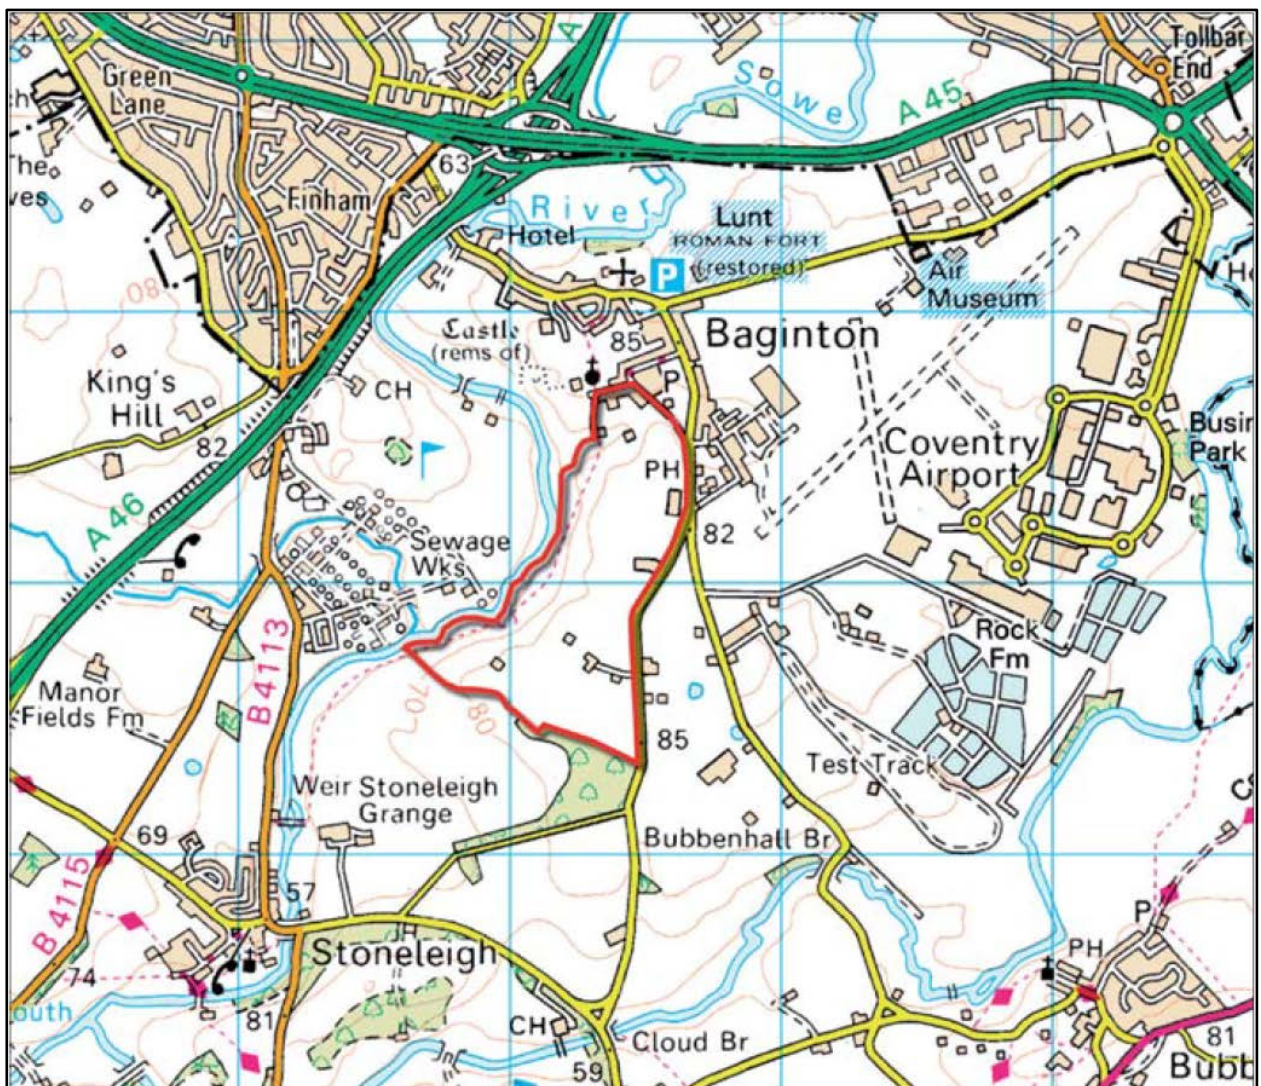 Tollbar
End
Green
Lane
A
Sowe
A 45
63
The
ves
Finham
River
Hotel
Lunt
ROMAN FORT
(restored)
P
Air
Museum
80
Castle
(rems of)
85
Baginton
P
King's
Hill
CH
82
PH
Coventry
Airport
Busin
Park
A 46
Sewage
Wks
82
B4113
Rock
Fm
Manor
Fields Fm
70
80
85
Test Track
Weir
Stoneleigh
Grange
69
Bubbenhall Br
57
B4115
P
PH
Stoneleigh
74
outh
81
CH
Cloud Br
59
81
Bubb